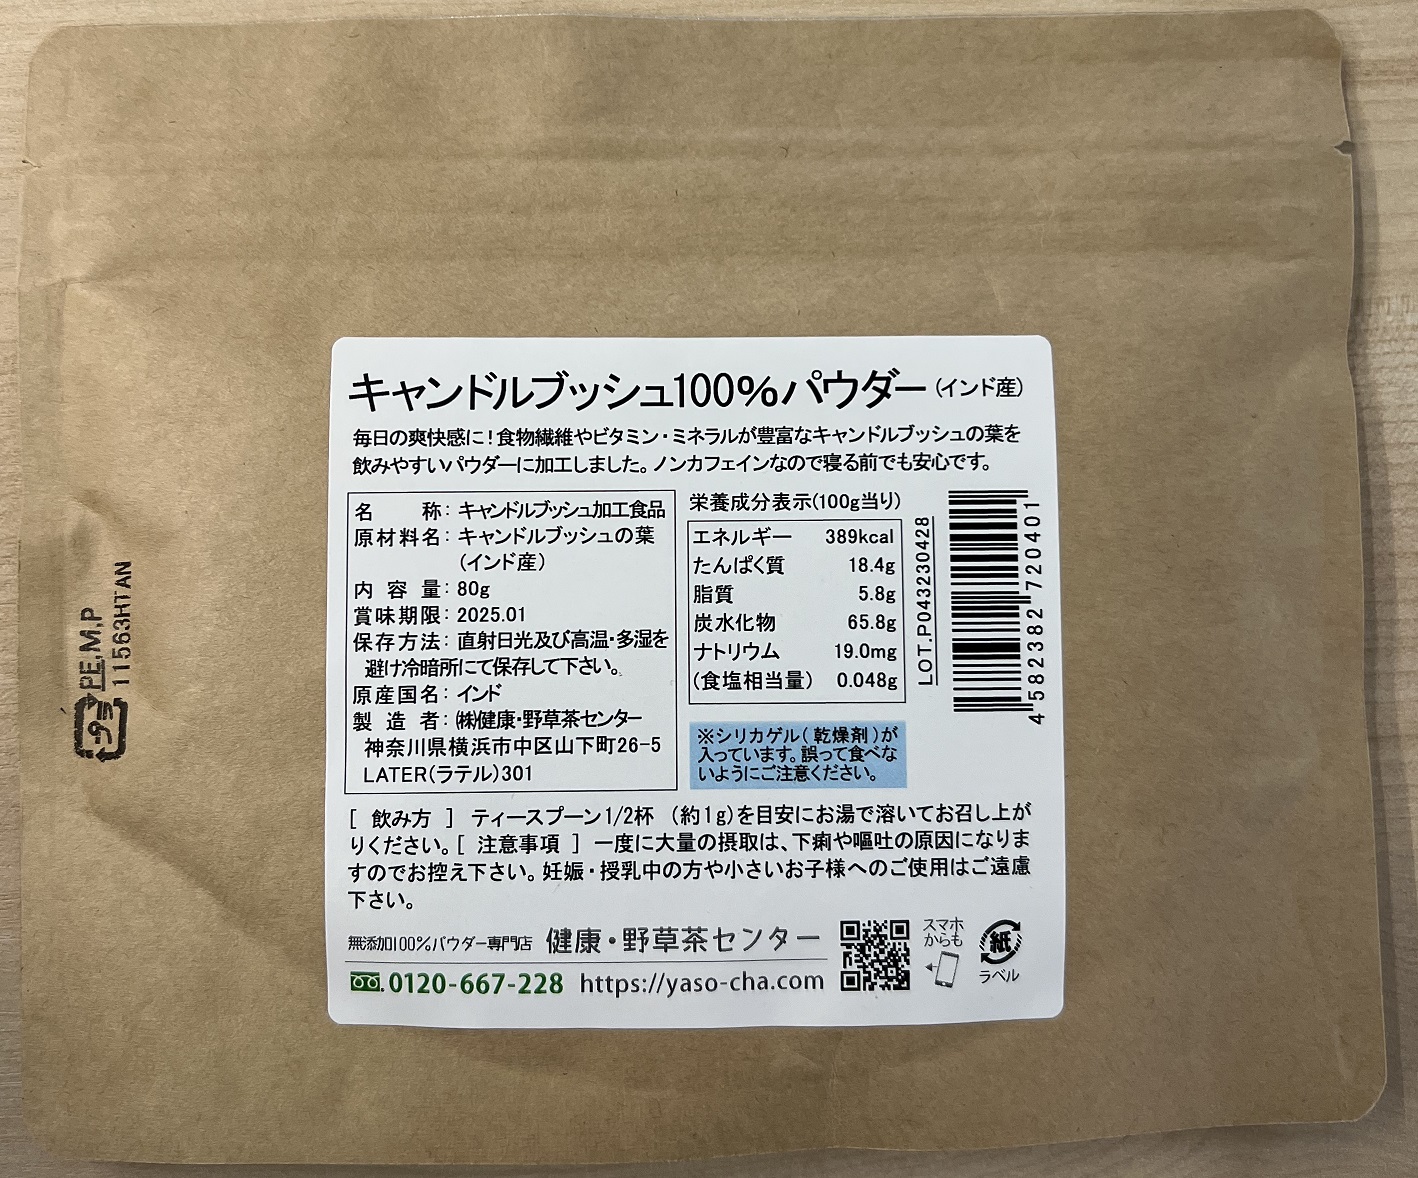 キャンドルブッシュ100%パウダー（インド産）
毎日の爽快感に！食物繊維やビタミン・ミネラルが豊富なキャンドルブッシュの葉を
飲みやすいパウダーに加工しました。ノンカフェインなので寝る前でも安心です。
名称：キャンドルブッシュ加工食品
原材料名：キャンドルブッシュの葉
（インド産）
内容量：80g
賞味期限：2025.01
保存方法：直射日光及び高温・多湿を
避け冷暗所にて保存して下さい。
原産国名：インド
製造者：㈱健康・野草茶センター
神奈川県横浜市中区山下町26-5
LATER（ラテル）301
栄養成分表示（100g当り）
エネルギー 389kcal
たんぱく質 18.4g
脂質 5.8g
炭水化物 65.8g
ナトリウム 19.0mg
（食塩相当量） 0.048g
※シリカゲル（乾燥剤）が
入っています。誤って食べな
いようにご注意ください。
LOT.P043230428
4 582382 720401
［ 飲み方 ］ ティースプーン1/2杯 （約1g）を目安にお湯で溶いてお召し上が
りください。［ 注意事項 ］ 一度に大量の摂取は、下痢や嘔吐の原因になりま
すのでお控え下さい。妊娠・授乳中の方や小さいお子様へのご使用はご遠慮
下さい。
無添加100%パウダー専門店 健康・野草茶センター
0120-667-228 https://yaso-cha.com
スマホ
からも
紙
ラベル
プラ
PE,M,P
11563HTAN